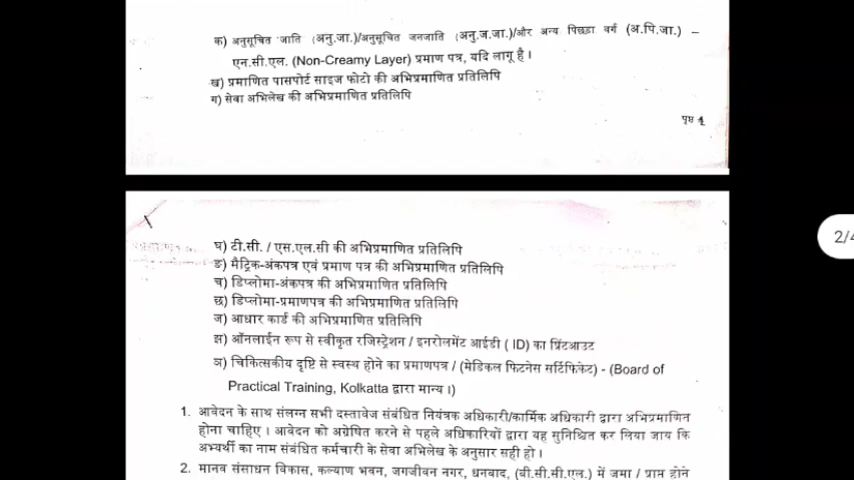 क) अनुसूचित जाति (अनु.जा.)/अनुसूचित जनजाति (अनु.ज.जा.)/और अन्य पिछडा वर्ग (अ.पि.जा.) –
एन.सी.एल. (Non-Creamy Layer) प्रमाण पत्र, यदि लागू है।
ख) प्रमाणित पासपोर्ट साइज फोटो की अभिप्रमाणित प्रतिलिपि
ग) सेवा अभिलेख की अभिप्रमाणित प्रतिलिपि
पृष्ठ
2/4
घ) टी.सी. / एस.एल.सी की अभिप्रमाणित प्रतिलिपि
ङ) मैट्रिक-अंकपत्र एवं प्रमाण पत्र की अभिप्रमाणित प्रतिलिपि
च) डिप्लोमा-अंकपत्र की अभिप्रमाणित प्रतिलिपि
छ) डिप्लोमा-प्रमाणपत्र की अभिप्रमाणित प्रतिलिपि
ज) आधार कार्ड की अभिप्रमाणित प्रतिलिपि
झ) ऑनलाईन रूप से स्वीकृत रजिस्ट्रेशन / इनरोलमेंट आईडी ( ID) का प्रिंटआउट
ञ) चिकित्सकीय दृष्टि से स्वस्थ होने का प्रमाणपत्र / (मेडिकल फिटनेस सर्टिफिकेट) - (Board of
Practical Training, Kolkatta द्वारा मान्य।)
1. आवेदन के साथ संलग्न सभी दस्तावेज संबंधित नियंत्रक अधिकारी/कार्मिक अधिकारी द्वारा अभिप्रमाणित
होना चाहिए। आवेदन को अग्रेषित करने से पहले अधिकारियों द्वारा यह सुनिश्चित कर लिया जाय कि
अभ्यर्थी का नाम संबंधित कर्मचारी के सेवा अभिलेख के अनुसार सही हो।
2. मानव संसाधन विकास, कल्याण भवन, जगजीवन नगर, धनबाद, (बी.सी.सी.एल.) में जमा / प्राप्त होने